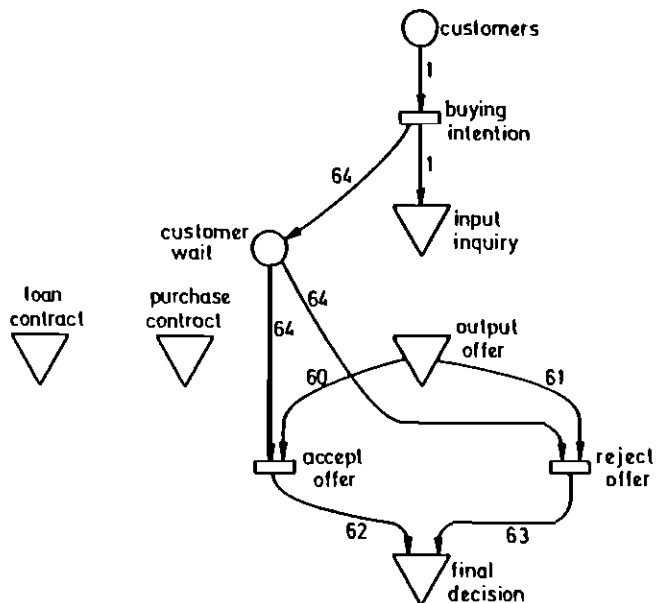 customers
1
buying
intention
64
1
customer
wait
input
inquiry
loan
contract
purchase
contract
64
64
output
offer
60
61
accept
offer
reject
offer
62
63
final
decision